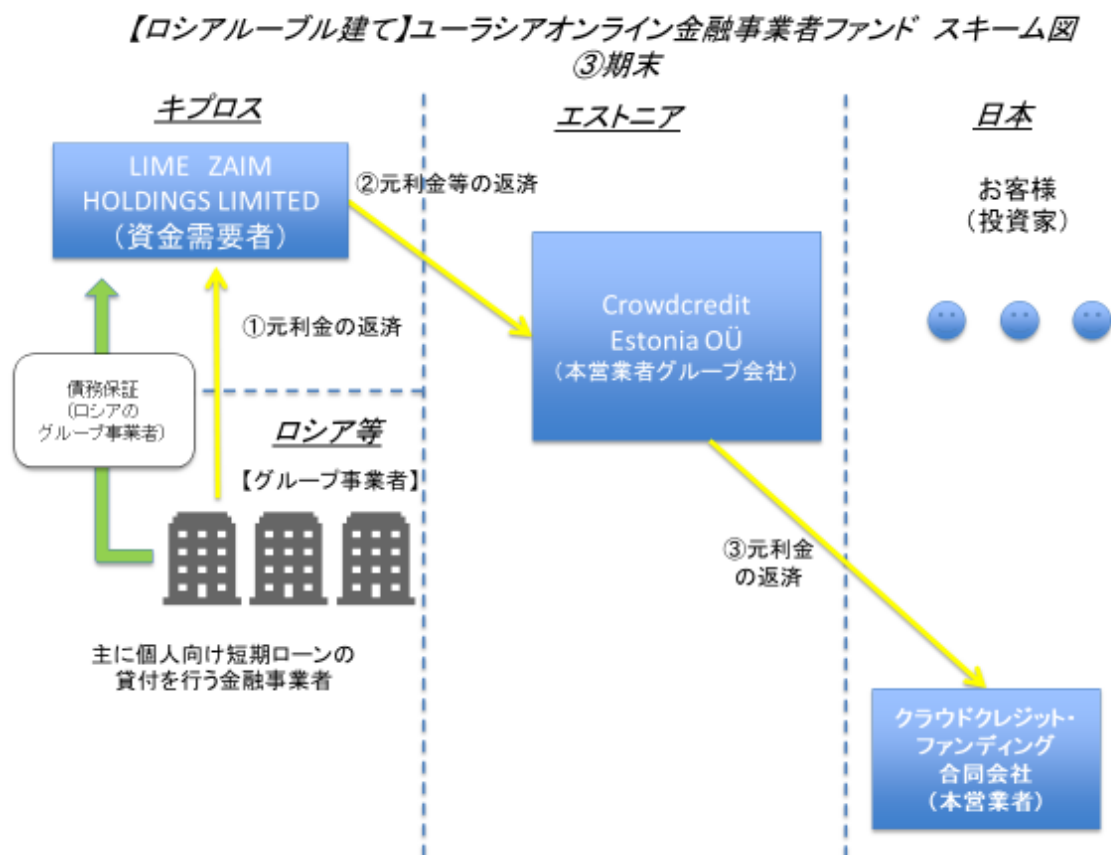 【ロシアルーブル建て】ユーラシアオンライン金融事業者ファンド スキーム図
③期末
キプロス
エストニア
日本
LIME ZAIM
HOLDINGS LIMITED
（資金需要者）
②元利金等の返済
お客様
（投資家）
Crowdcredit
Estonia OÜ
（本営業者グループ会社）
①元利金の返済
債務保証
(ロシアの
グループ事業者)
ロシア等
【グループ事業者】
③元利金
の返済
主に個人向け短期ローンの
貸付を行う金融事業者
クラウドクレジット・
ファンディング
合同会社
（本営業者）